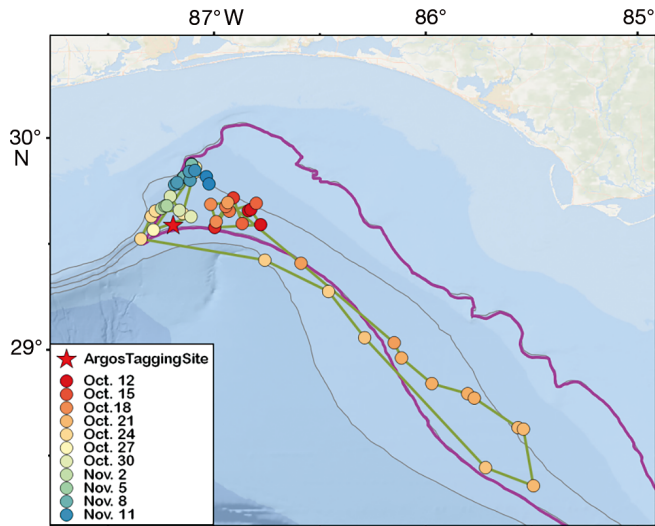 87°W 86° 85°
30°
N
29°
ArgosTaggingSite
Oct. 12
Oct. 15
Oct.18
Oct. 21
Oct. 24
Oct. 27
Oct. 30
Nov. 2
Nov. 5
Nov. 8
Nov. 11